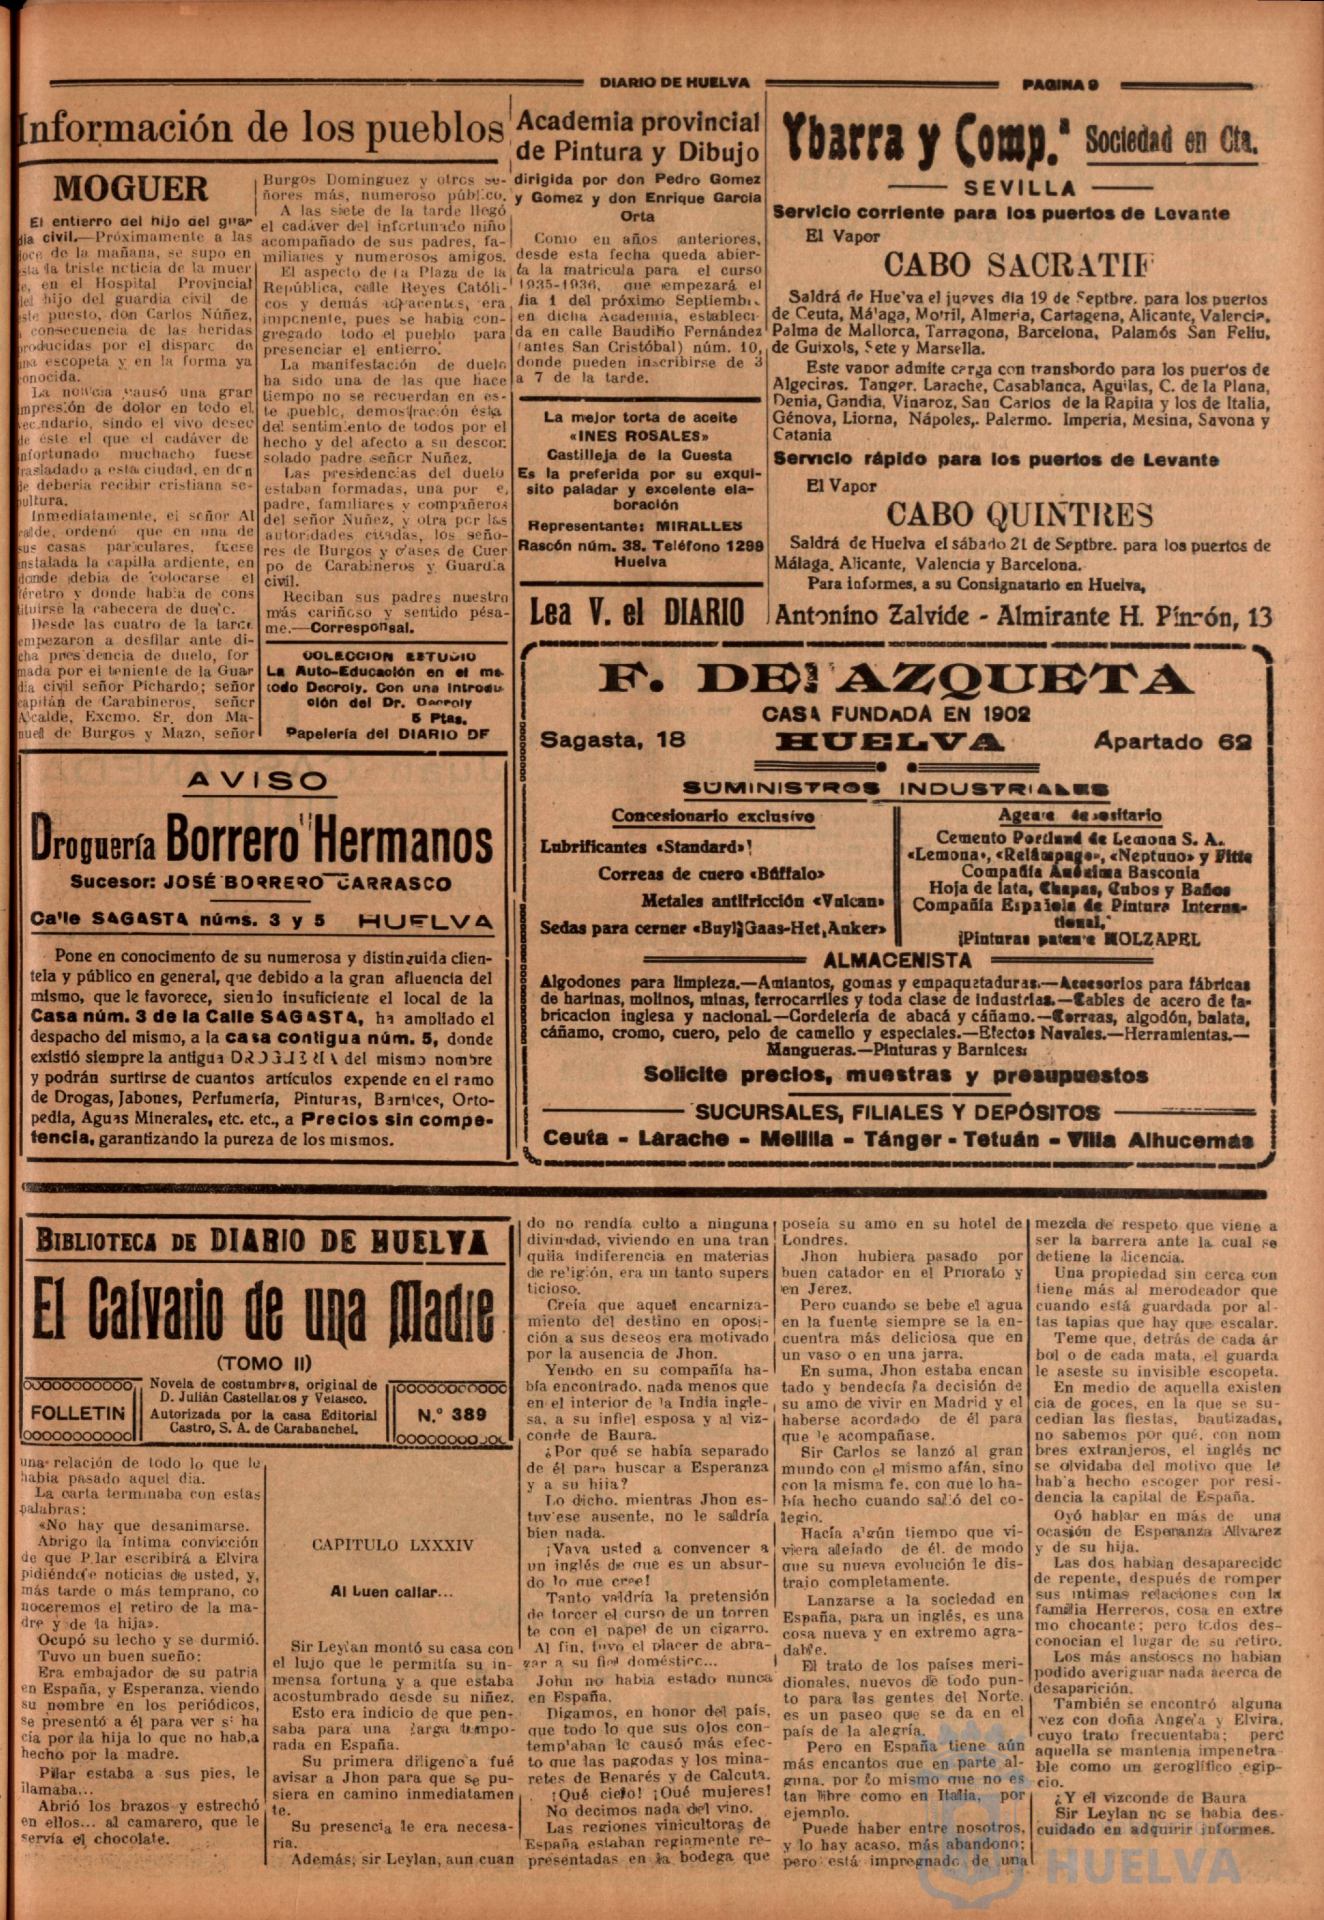 DIARIO DE HUELVA
PAGINA 9
Información de los pueblos
MOGUER
El entierro del hijo del guar
dia civil.—Próximamente a las
doce de la mañana, se supo en
ésta la triste noticia de la muer
te, en el Hospital Provincial
del hijo del guardia civil de
este puesto, don Carlos Núñez,
consecuencia de las heridas
producidas por el disparo de
una escopeta y en la forma ya
conocida.
La noticia causó una gran
impresión de dolor en todo el
vecindario, sindo el vivo deseo
de éste el que el cadáver de
infortunado muchacho fuese
trasladado a esta ciudad, en don
de debería recibir cristiana se-
pultura.
Inmediatamente, el señor Al
calde, ordenó que en una de
sus casas particulares, fuese
instalada la capilla ardiente, en
donde debía de colocarse el
féretro y donde había de cons
tituirse la cabecera de duelo.
Desde las cuatro de la tarde
empezaron a desfilar ante di-
cha presidencia de duelo, for
mada por el teniente de la Guar
dia civil señor Pichardo; señor
capitán de Carabineros, señor
Alcalde, Excmo. Sr. don Ma-
nuel de Burgos y Mazo, señor
Burgos Domínguez y otros se-
ñores más, numeroso público.
A las siete de la tarde llegó
el cadáver del infortunado niño
acompañado de sus padres, fa-
miliares y numerosos amigos.
El aspecto de la Plaza de la
República, calle Reyes Católi-
cos y demás adyacentes, era
imponente, pues se había con-
gregado todo el pueblo para
presenciar el entierro.
La manifestación de duelo
ha sido una de las que hace
tiempo no se recuerdan en es-
te pueblo, demostración ésta
del sentimiento de todos por el
hecho y del afecto a su descon
solado padre señor Nuñez.
Las presidencias del duelo
estaban formadas, una por e,
padre, familiares y compañeros
del señor Nuñez, y otra por las
autoridades citadas, los seño-
res de Burgos y clases de Cuer
po de Carabineros y Guardia
civil.
Reciban sus padres nuestro
más cariñoso y sentido pésa-
me.—Corresponsal.
COLECCION ESTUDIO
La Auto-Educación en el me-
todo Decroly. Con una introdu-
ción del Dr. Decroly
5 Ptas.
Papelería del DIARIO DE
Academia provincial
de Pintura y Dibujo
dirigida por don Pedro Gomez
y Gomez y don Enrique García
Orta
Como en años anteriores,
desde esta fecha queda abier-
ta la matricula para el curso
1935-1936, que empezará el
día 1 del próximo Septiembre
en dicha Academia, estableci-
da en calle Baudilio Fernández
(antes San Cristóbal) núm. 10,
donde pueden inscribirse de 3
a 7 de la tarde.
La mejor torta de aceite
«INES ROSALES»
Castilleja de la Cuesta
Es la preferida por su exqui-
sito paladar y excelente ela-
boración
Representante: MIRALLES
Rascón núm. 38. Teléfono 1298
Huelva
Lea V. el DIARIO
Ybarra y Comp.ª Sociedad en Cta.
SEVILLA
Servicio corriente para los puertos de Levante
El Vapor
CABO SACRATIF
Saldrá de Huelva el jueves día 19 de Septbre. para los puertos
de Ceuta, Málaga, Motril, Almería, Cartagena, Alicante, Valencia,
Palma de Mallorca, Tarragona, Barcelona, Palamós San Feliu,
de Guixols, Sete y Marsella.
Este vapor admite carga con transbordo para los puertos de
Algeciras. Tanger. Larache, Casablanca, Aguilas, C. de la Plana,
Denia, Gandía, Vinaroz, San Carlos de la Rapita y los de Italia,
Génova, Liorna, Nápoles,. Palermo. Imperia, Mesina, Savona y
Catania
Servicio rápido para los puertos de Levante
El Vapor
CABO QUINTRES
Saldrá de Huelva el sábado 21 de Septbre. para los puertos de
Málaga, Alicante, Valencia y Barcelona.
Para informes, a su Consignatario en Huelva,
Antonino Zalvide - Almirante H. Pinzón, 13
AVISO
Droguería Borrero Hermanos
Sucesor: JOSÉ BORRERO CARRASCO
Calle SAGASTA núms. 3 y 5 HUELVA
Pone en conocimento de su numerosa y distinguida clien-
tela y público en general, que debido a la gran afluencia del
mismo, que le favorece, siendo insuficiente el local de la
Casa núm. 3 de la Calle SAGASTA, ha ampliado el
despacho del mismo, a la casa contigua núm. 5, donde
existió siempre la antigua DROGUERIA del mismo nombre
y podrán surtirse de cuantos artículos expende en el ramo
de Drogas, Jabones, Perfumería, Pinturas, Barnices, Orto-
pedia, Aguas Minerales, etc. etc., a Precios sin compe-
tencia, garantizando la pureza de los mismos.
F. DE AZQUETA
CASA FUNDADA EN 1902
Sagasta, 18 HUELVA Apartado 62
SUMINISTROS INDUSTRIALES
Concesionario exclusivo
Lubrificantes «Standard»
Correas de cuero «Búffalo»
Metales antifricción «Vulcan»
Sedas para cerner «Buyl Gaas-Het Anker»
Agente depositario
Cemento Portland de Lemona S. A.
«Lemona», «Relámpago», «Neptuno» y Fitte
Compañía Anónima Basconia
Hoja de lata, Chapas, Cubos y Baños
Compañía Española de Pintura Interna-
tional,
Pinturas patente HOLZAPEL
ALMACENISTA
Algodones para limpieza.—Amiantos, gomas y empaquetaduras.—Accesorios para fábricas
de harinas, molinos, minas, ferrocarriles y toda clase de industrias.—Cables de acero de fa-
bricacion inglesa y nacional.—Cordelería de abacá y cáñamo.—Correas, algodón, balata,
cáñamo, cromo, cuero, pelo de camello y especiales.—Efectos Navales.—Herramientas.—
Mangueras.—Pinturas y Barnices.
Solicite precios, muestras y presupuestos
SUCURSALES, FILIALES Y DEPÓSITOS
Ceuta - Larache - Melilla - Tánger - Tetuán - Villa Alhucemas
BIBLIOTECA DE DIARIO DE HUELVA
El Calvario de una Madre
(TOMO II)
FOLLETIN
Novela de costumbres, original de
D. Julián Castellanos y Velasco.
Autorizada por la casa Editorial
Castro, S. A. de Carabanchel.
N.º 389
una relación de todo lo que le
había pasado aquel dia.
La carta terminaba con estas
palabras:
«No hay que desanimarse.
Abrigo la íntima convicción
de que Pilar escribirá a Elvira
pidiéndole noticias de usted, y,
más tarde o más temprano, co
noceremos el retiro de la ma-
dre y de la hija».
Ocupó su lecho y se durmió.
Tuvo un buen sueño:
Era embajador de su patria
en España, y Esperanza, viendo
su nombre en los periódicos,
se presentó a él para ver si ha
cía por la hija lo que no había
hecho por la madre.
Pilar estaba a sus pies, le
llamaba...
Abrió los brazos y estrechó
en ellos... al camarero, que le
servía el chocolate.
CAPITULO LXXXIV
Al buen callar...
Sir Leylan montó su casa con
el lujo que le permitía su in-
mensa fortuna y a que estaba
acostumbrado desde su niñez.
Esto era indicio de que pen-
saba para una larga tempo-
rada en España.
Su primera diligencia fué
avisar a Jhon para que se pu-
siera en camino inmediatamen
te.
Su presencia le era necesa-
ria.
Además, sir Leylan, aun cuan
do no rendía culto a ninguna
divinidad, viviendo en una tran
quila indiferencia en materias
de religión, era un tanto supers
ticioso.
Creía que aquel encarniza-
miento del destino en oposi-
ción a sus deseos era motivado
por la ausencia de Jhon.
Yendo en su compañía ha-
bía encontrado, nada menos que
en el interior de la India ingle-
sa, a su infiel esposa y al viz-
conde de Baura.
¿Por qué se había separado
de él para buscar a Esperanza
y a su hija?
Lo dicho, mientras Jhon es-
tuviese ausente, no le saldría
bien nada.
¡Vava usted a convencer a
un inglés de que es un absur-
do lo que cree!
Tanto valdría la pretensión
de torcer el curso de un torren
te con el papel de un cigarro.
Al fin, tuvo el placer de abra-
zar a su fiel doméstico...
John no había estado nunca
en España.
Digamos, en honor del país,
que todo lo que sus ojos con-
templaban le causó más efec-
to que las pagodas y los mina-
retes de Benarés y de Calcuta.
¡Qué cielo! ¡Qué mujeres!
No decimos nada del vino.
Las regiones vinicultoras de
España estaban regiamente re-
presentadas en la bodega que
poseía su amo en su hotel de
Londres.
Jhon hubiera pasado por
buen catador en el Priorato y
en Jerez.
Pero cuando se bebe el agua
en la fuente siempre se la en-
cuentra más deliciosa que en
un vaso o en una jarra.
En suma, Jhon estaba encan
tado y bendecía la decisión de
su amo de vivir en Madrid y el
haberse acordado de él para
que le acompañase.
Sir Carlos se lanzó al gran
mundo con el mismo afán, sino
con la misma fe, con que lo ha-
bía hecho cuando salió del co-
legio.
Hacía algún tiempo que vi-
viera alejado de él. de modo
que su nueva evolución le dis-
trajo completamente.
Lanzarse a la sociedad en
España, para un inglés, es una
cosa nueva y en extremo agra-
dable.
El trato de los países meri-
dionales, nuevos de todo pun-
to para las gentes del Norte,
es un paseo que se da en el
país de la alegría.
Pero en España tiene aún
más encantos que en parte al-
guna, por lo mismo que no es
tan libre como en Italia, por
ejemplo.
Puede haber entre nosotros,
y lo hay acaso, más abandono;
pero está impregnado de una
mezcla de respeto que viene a
ser la barrera ante la cual se
detiene la licencia.
Una propiedad sin cerca con
tiene más al merodeador que
cuando está guardada por al-
tas tapias que hay que escalar.
Teme que, detrás de cada ár
bol o de cada mata, el guarda
le aseste su invisible escopeta.
En medio de aquella existen
cia de goces, en la que se su-
cedían las fiestas, bautizadas,
no sabemos por qué, con nom
bres extranjeros, el inglés no
se olvidaba del motivo que le
había hecho escoger por resi-
dencia la capital de España.
Oyó hablar en más de una
ocasión de Esperanza Alvarez
y de su hija.
Las dos habían desaparecide
de repente, después de romper
sus intimas relaciones con la
familia Herreros, cosa en extre
mo chocante; pero todos des-
conocían el lugar de su retiro.
Los más ansiosos no habían
podido averiguar nada acerca de
desaparición.
También se encontró alguna
vez con doña Angela y Elvira,
cuyo trato frecuentaba; pero
aquella se mantenía impenetra
ble como un geroglífico egip-
cio.
¿Y el vizconde de Baura
Sir Leylan no se había des-
cuidado en adquirir informes.
HUELVA